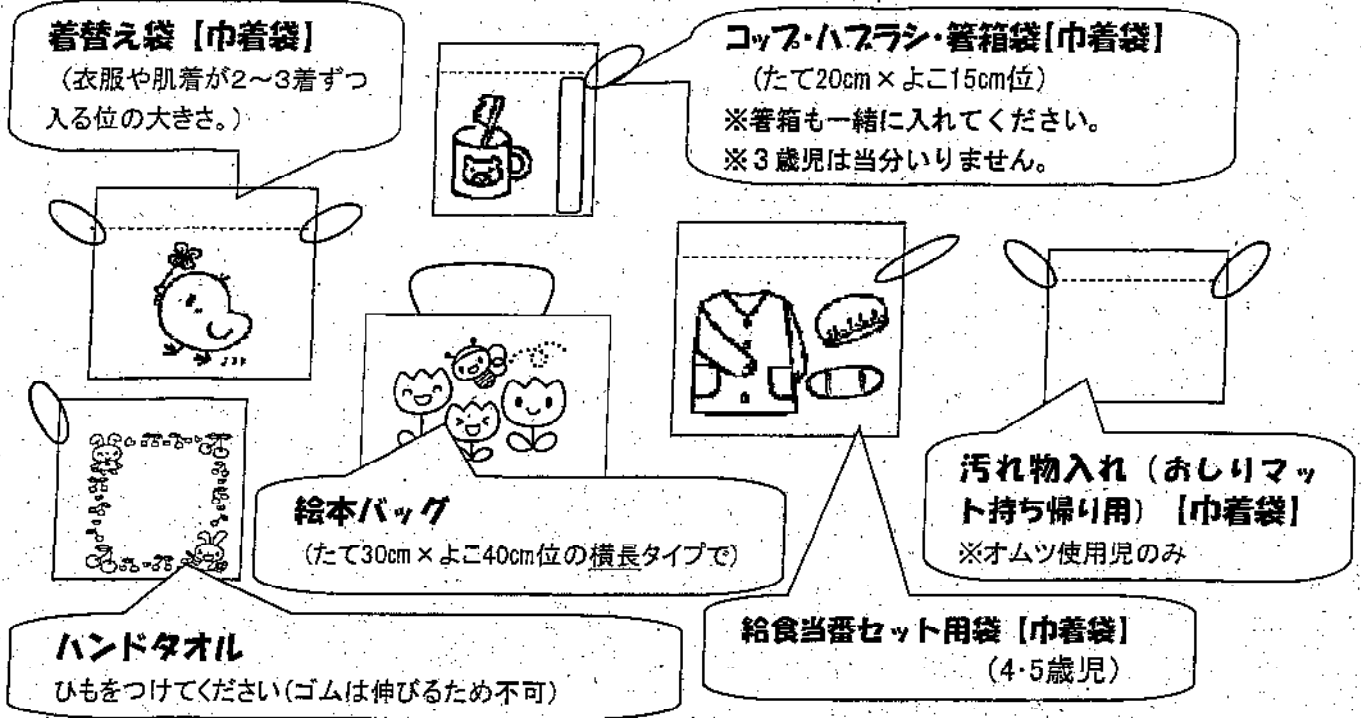 着替え袋【巾着袋】
(衣服や肌着が2～3着ずつ
入る位の大きさ。)
コップ・ハブラシ・箸箱袋【巾着袋】
(たて20cm×よこ15cm位)
※箸箱も一緒に入れてください。
※3歳児は当分いりません。
絵本バッグ
(たて30cm×よこ40cm位の横長タイプで)
汚れ物入れ(おしりマッ
ト持ち帰り用)【巾着袋】
※オムツ使用児のみ
ハンドタオル
ひもをつけてください(ゴムは伸びるため不可)
給食当番セット用袋【巾着袋】
(4・5歳児)